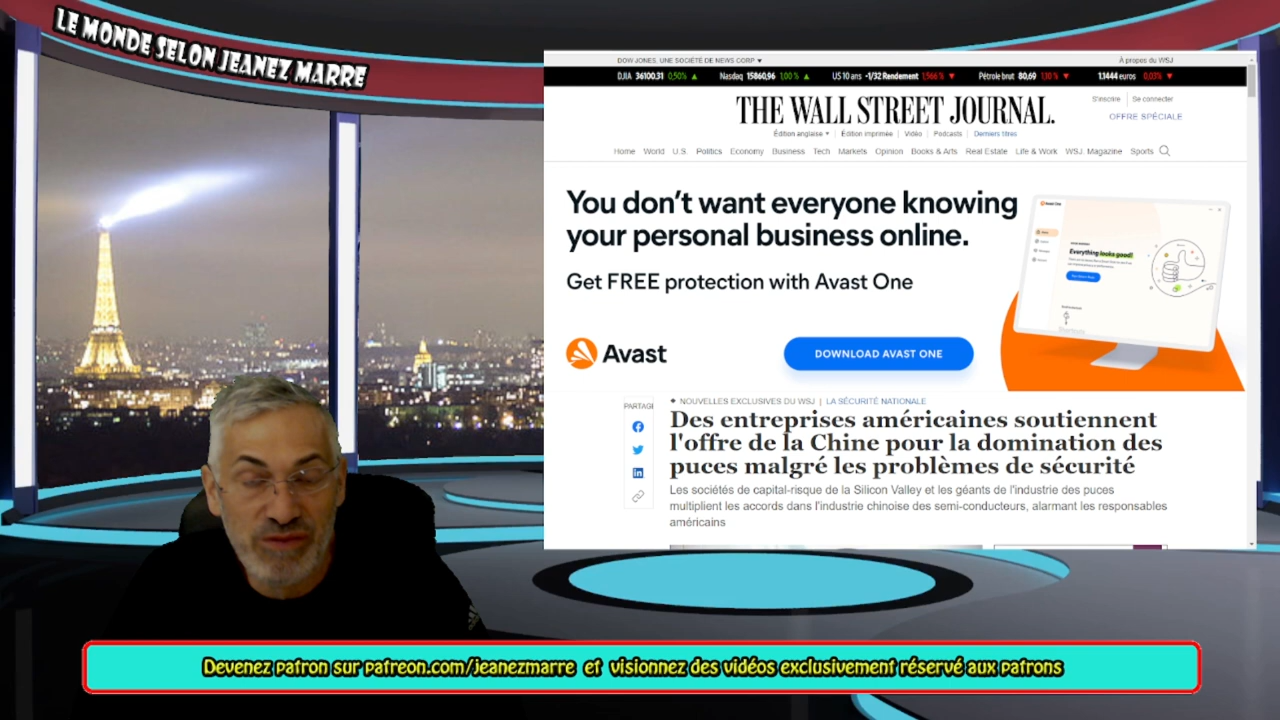 LE MONDE SELON JEANEZ MARRE
DOW JONES, UNE SOCIÉTÉ DE NEWS CORP
À propos du WSJ
DJIA 36100.31 0,50% Nasdaq 15860,96 1,00 % US 10 ans -1/32 Rendement 1,566 % Pétrole brut 80,69 1,10 % 1.1444 euros 0,03%
THE WALL STREET JOURNAL.
S'inscrire Se connecter
OFFRE SPÉCIALE
Édition anglaise Édition imprimée Vidéo Podcasts Derniers titres
Home World U.S. Politics Economy Business Tech Markets Opinion Books & Arts Real Estate Life & Work WSJ. Magazine Sports
You don't want everyone knowing
your personal business online.
Get FREE protection with Avast One
Avast
DOWNLOAD AVAST ONE
Everything looks good!
PARTAGE
NOUVELLES EXCLUSIVES DU WSJ | LA SÉCURITÉ NATIONALE
Des entreprises américaines soutiennent
l'offre de la Chine pour la domination des
puces malgré les problèmes de sécurité
Les sociétés de capital-risque de la Silicon Valley et les géants de l'industrie des puces
multiplient les accords dans l'industrie chinoise des semi-conducteurs, alarmant les responsables
américains
Devenez patron sur patreon.com/jeanezmarre et visionnez des vidéos exclusivement réservé aux patrons